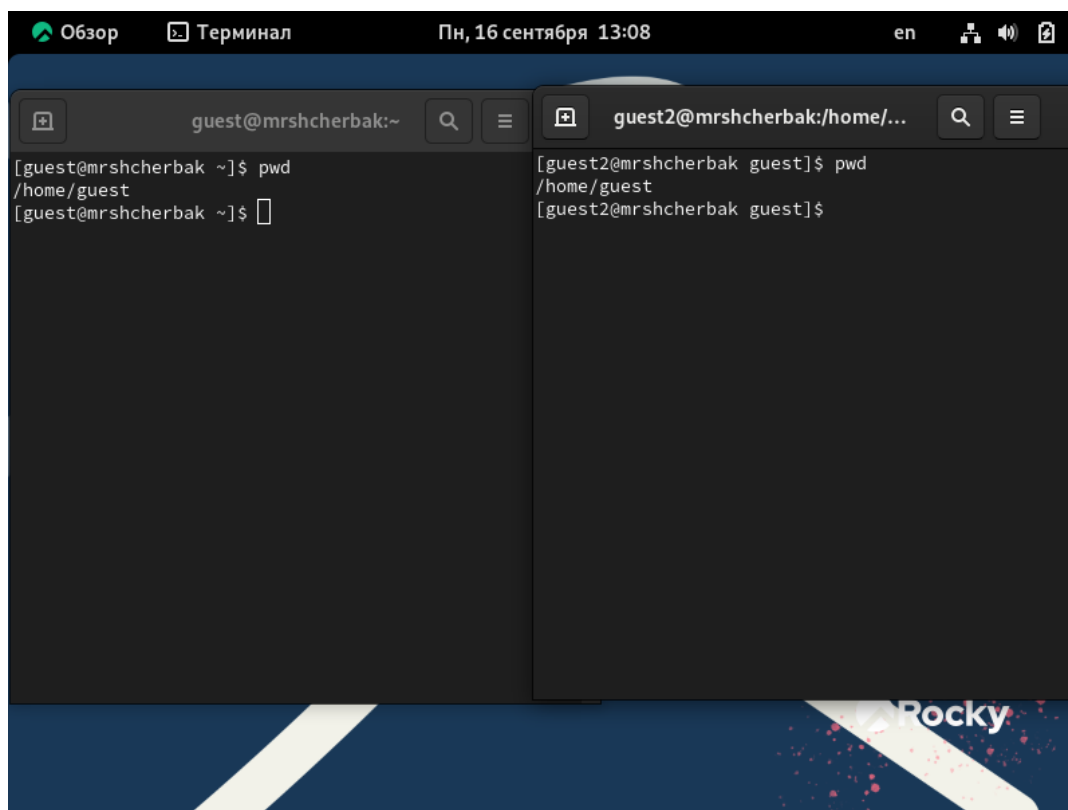 Обзор Терминал Пн, 16 сентября 13:08 en
guest@mrshcherbak:~
[guest@mrshcherbak ~]$ pwd
/home/guest
[guest@mrshcherbak ~]$
guest2@mrshcherbak:/home/...
[guest2@mrshcherbak guest]$ pwd
/home/guest
[guest2@mrshcherbak guest]$
Rocky